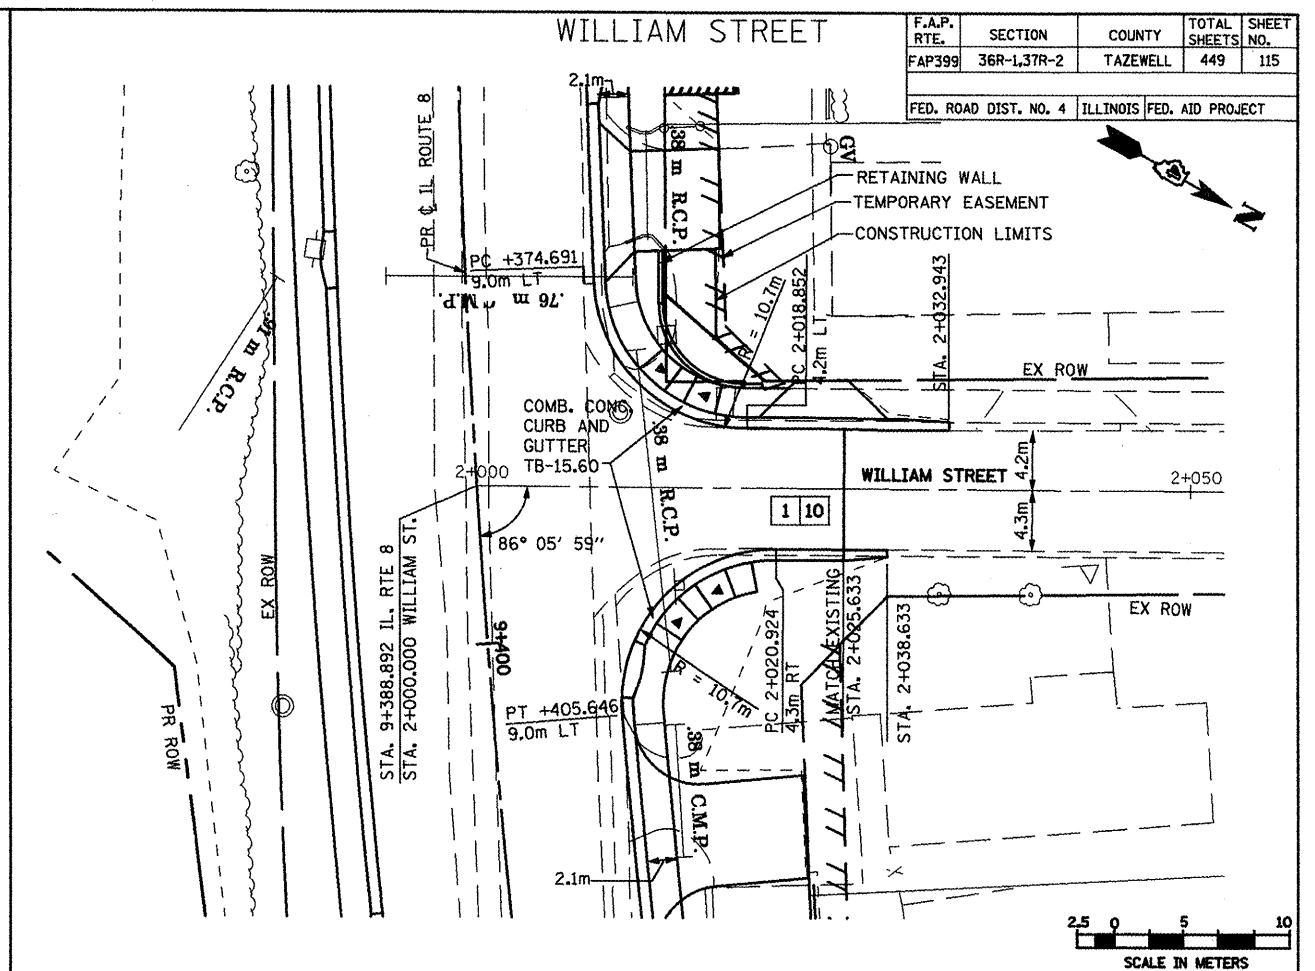 WILLIAM STREET
F.A.P. RTE. SECTION COUNTY TOTAL SHEETS SHEET NO.
FAP399 36R-1,37R-2 TAZEWELL 449 115
FED. ROAD DIST. NO. 4 ILLINOIS FED. AID PROJECT
2.1m
PR ℄ IL ROUTE 8
.38 m R.C.P.
GV
RETAINING WALL
TEMPORARY EASEMENT
CONSTRUCTION LIMITS
N
PC +374.691
9.0m LT
.76 m C.M.P.
R = 10.7m
PC 2+018.852
4.2m LT
STA. 2+032.943
.91 m R.C.P.
EX ROW
COMB. CONC.
CURB AND
GUTTER
TB-15.60
.38 m R.C.P.
2+000
WILLIAM STREET
4.2m
2+050
4.3m
1 10
86° 05' 59"
STA. 9+388.892 IL. RTE 8
STA. 2+000.000 WILLIAM ST.
EX ROW
9+400
EX ROW
MATCH EXISTING
STA. 2+025.633
STA. 2+038.633
PC 2+020.924
4.3m RT
R = 10.7m
PT +405.646
9.0m LT
PR ROW
.38 m C.M.P.
2.1m
2.5 0 5 10
SCALE IN METERS